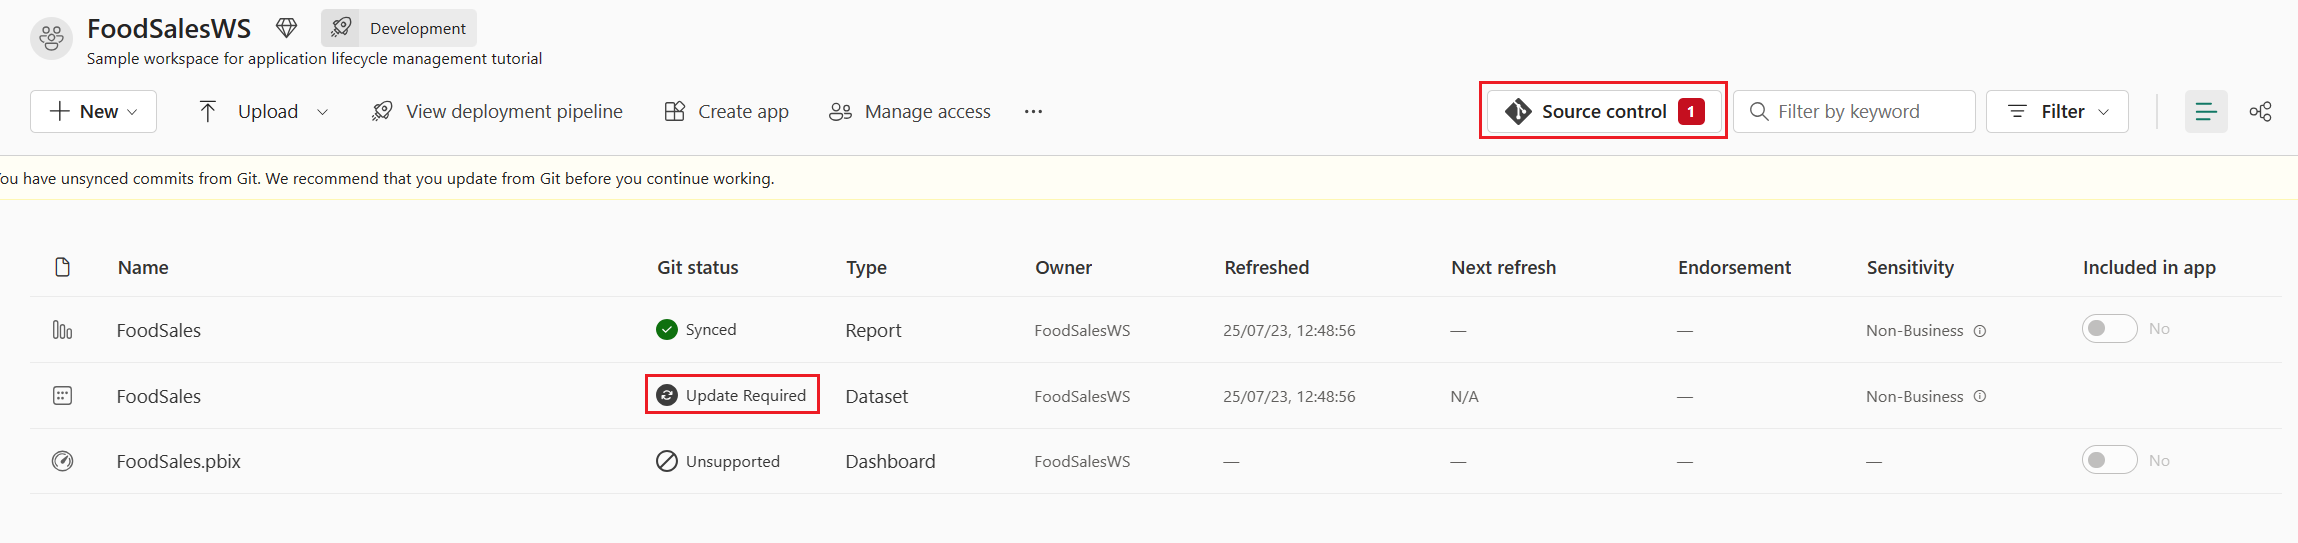 FoodSalesWS Development
Sample workspace for application lifecycle management tutorial
New Upload View deployment pipeline Create app Manage access ... Source control 1 Filter by keyword Filter
You have unsynced commits from Git. We recommend that you update from Git before you continue working.
Name Git status Type Owner Refreshed Next refresh Endorsement Sensitivity Included in app
FoodSales Synced Report FoodSalesWS 25/07/23, 12:48:56 — — Non-Business No
FoodSales Update Required Dataset FoodSalesWS 25/07/23, 12:48:56 N/A — Non-Business
FoodSales.pbix Unsupported Dashboard FoodSalesWS — — — — No